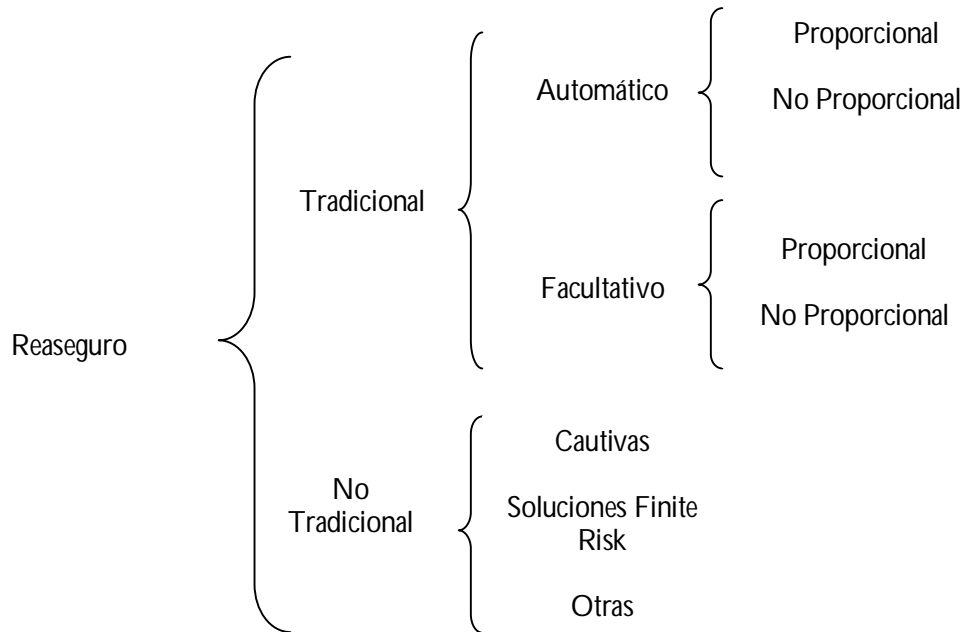 Reaseguro
Tradicional
Automático
Proporcional
No Proporcional
Facultativo
Proporcional
No Proporcional
No
Tradicional
Cautivas
Soluciones Finite
Risk
Otras